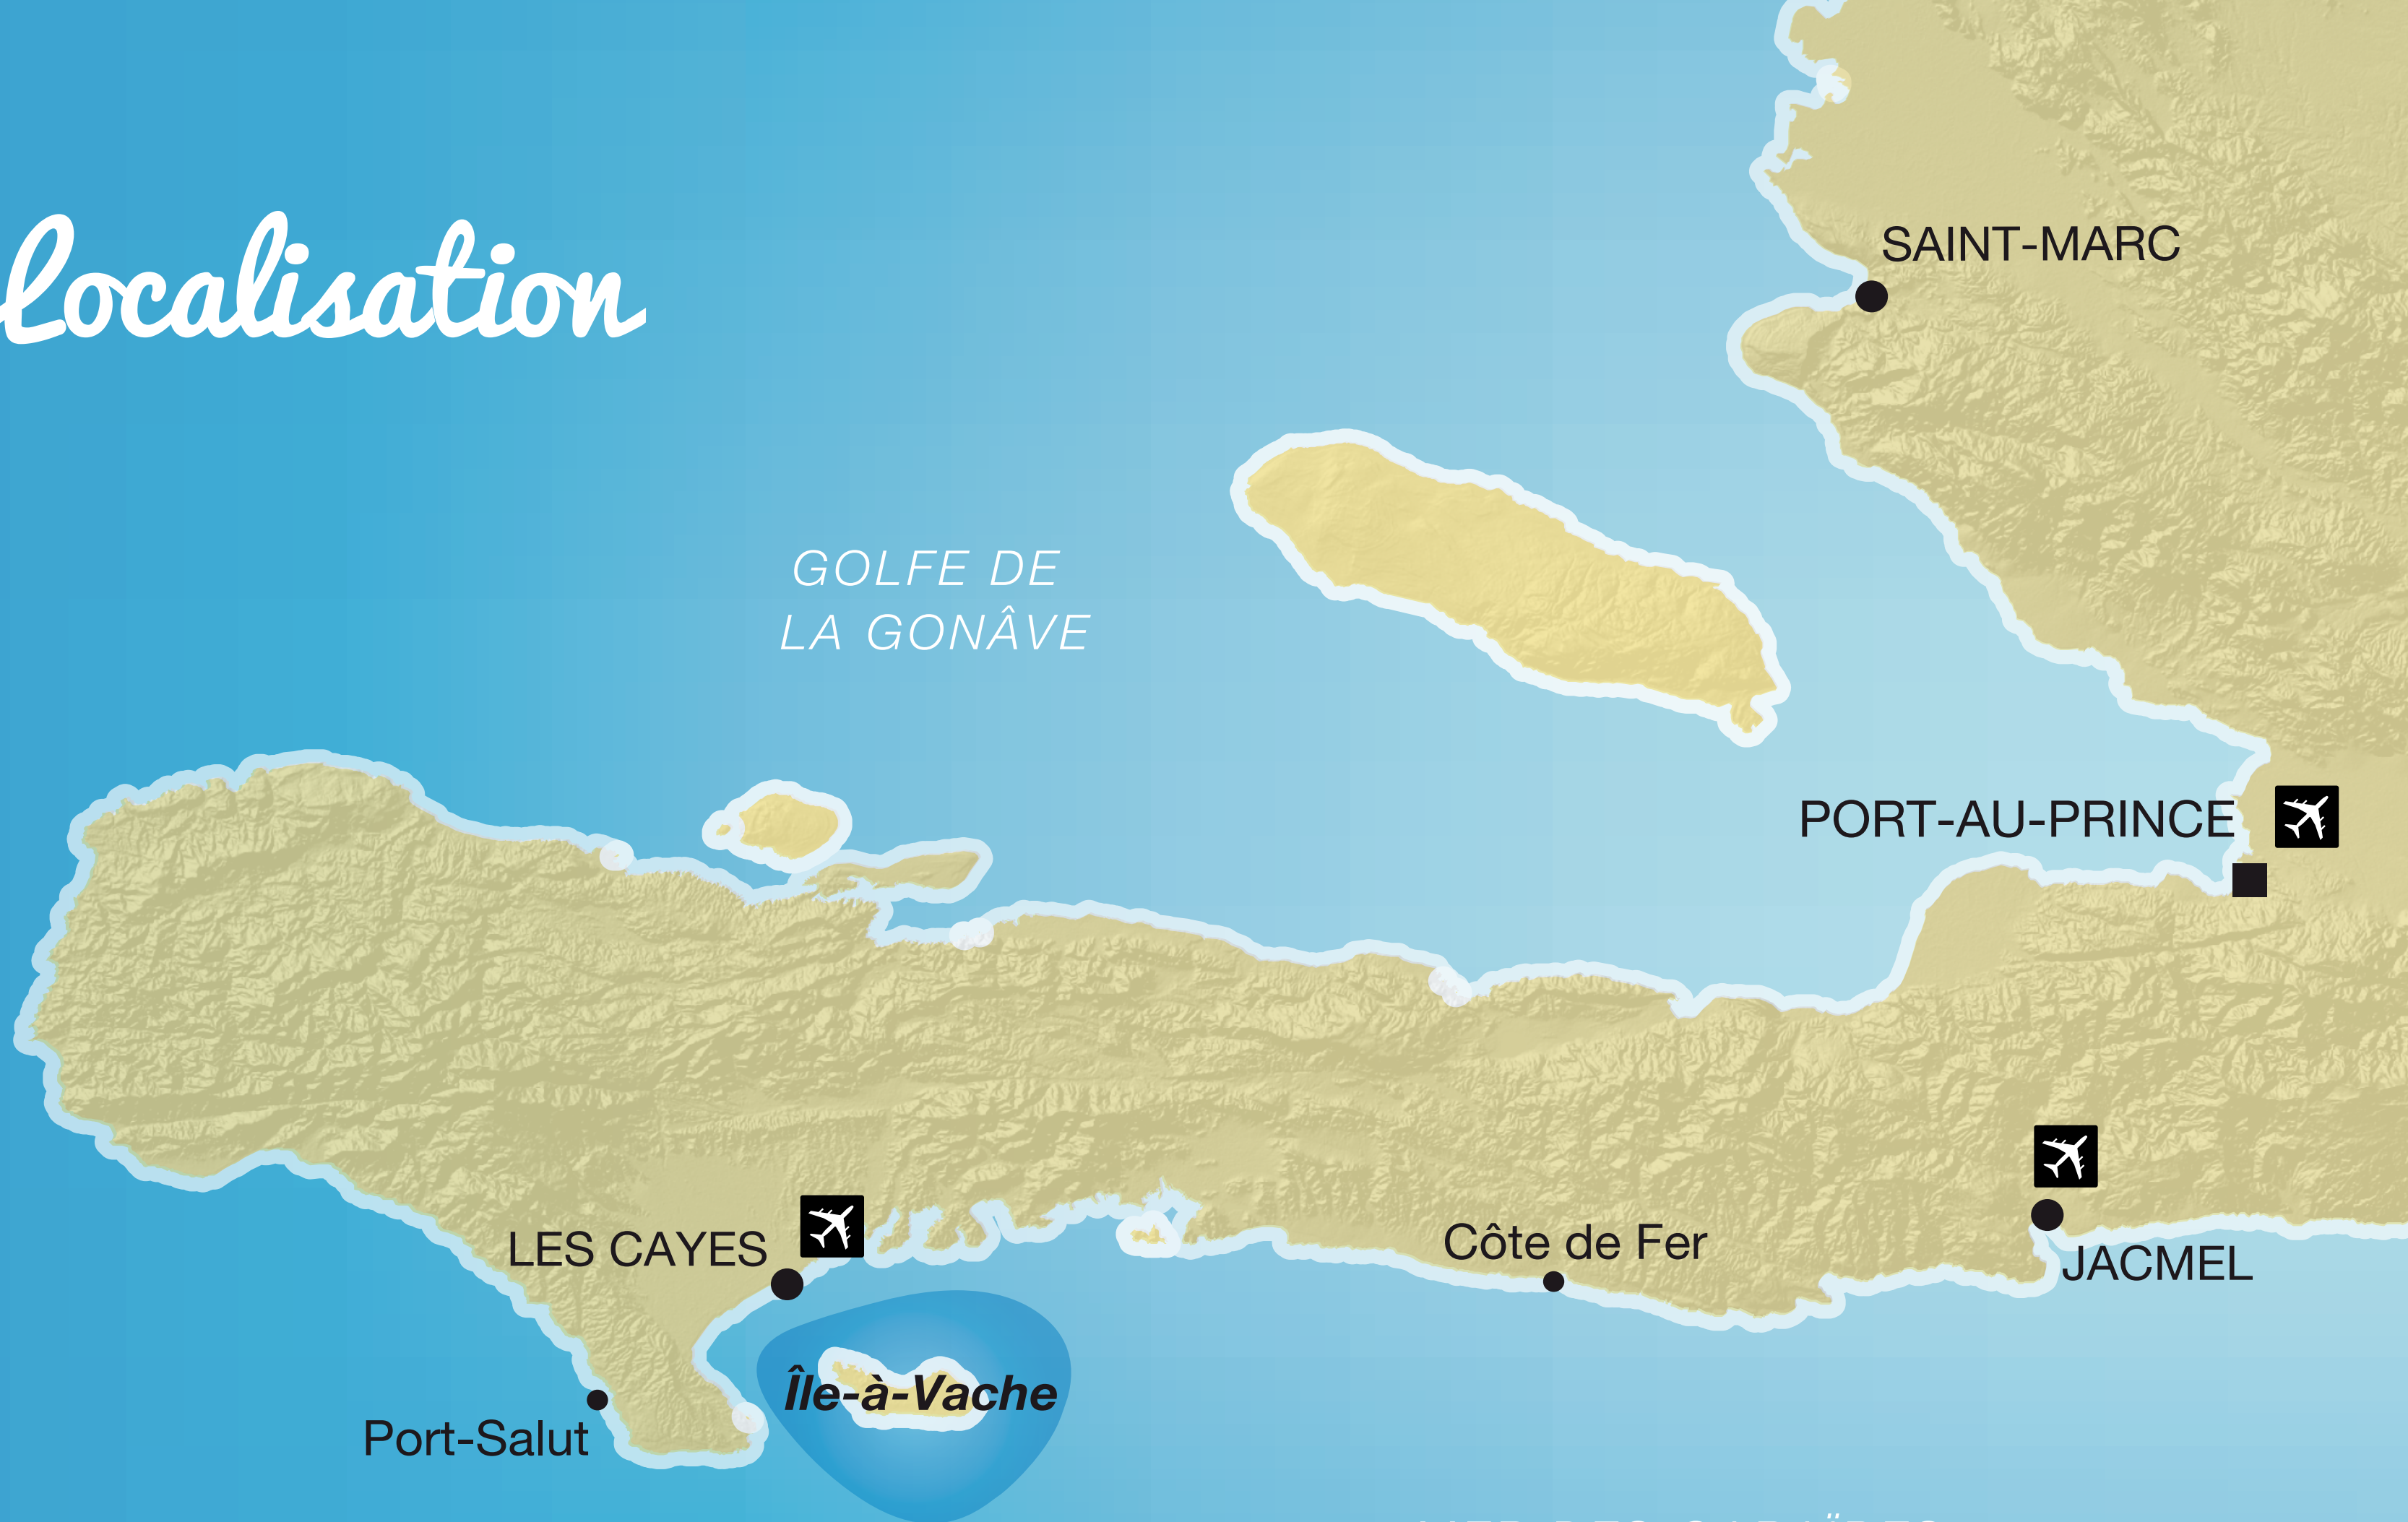 SAINT-MARC
Localisation
GOLFE DE
LA GONÂVE
PORT-AU-PRINCE
LES CAYES
Côte de Fer
JACMEL
Île-à-Vache
Port-Salut